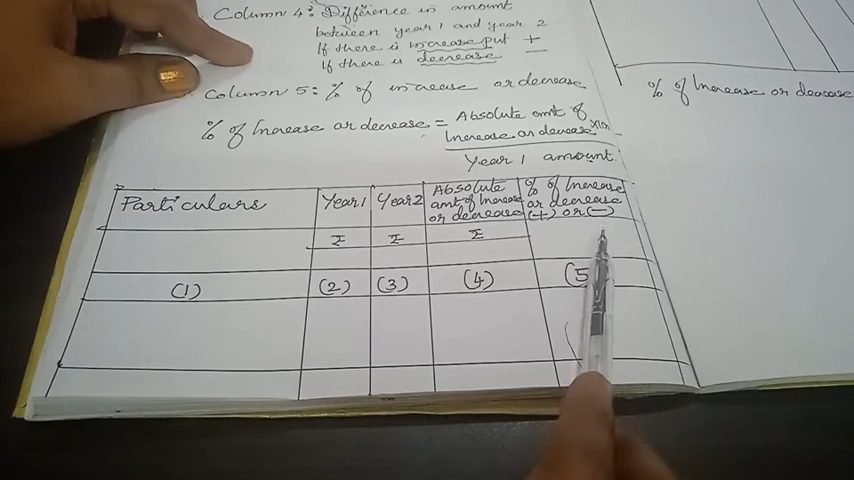 Column 4: Difference in amount
between year 1 and year 2
If there is increase put +
If there is decrease -
Column 5: % of increase or decrease
% of Increase or decrease = Absolute amt of
Increase or decrease
Year 1 amount.
% of Increase or decrease
Particulars Year 1 Year 2 Absolute amt of Increase or decrease % of Increase or decrease (+) or (-)
₹ ₹ ₹
(1) (2) (3) (4) (5